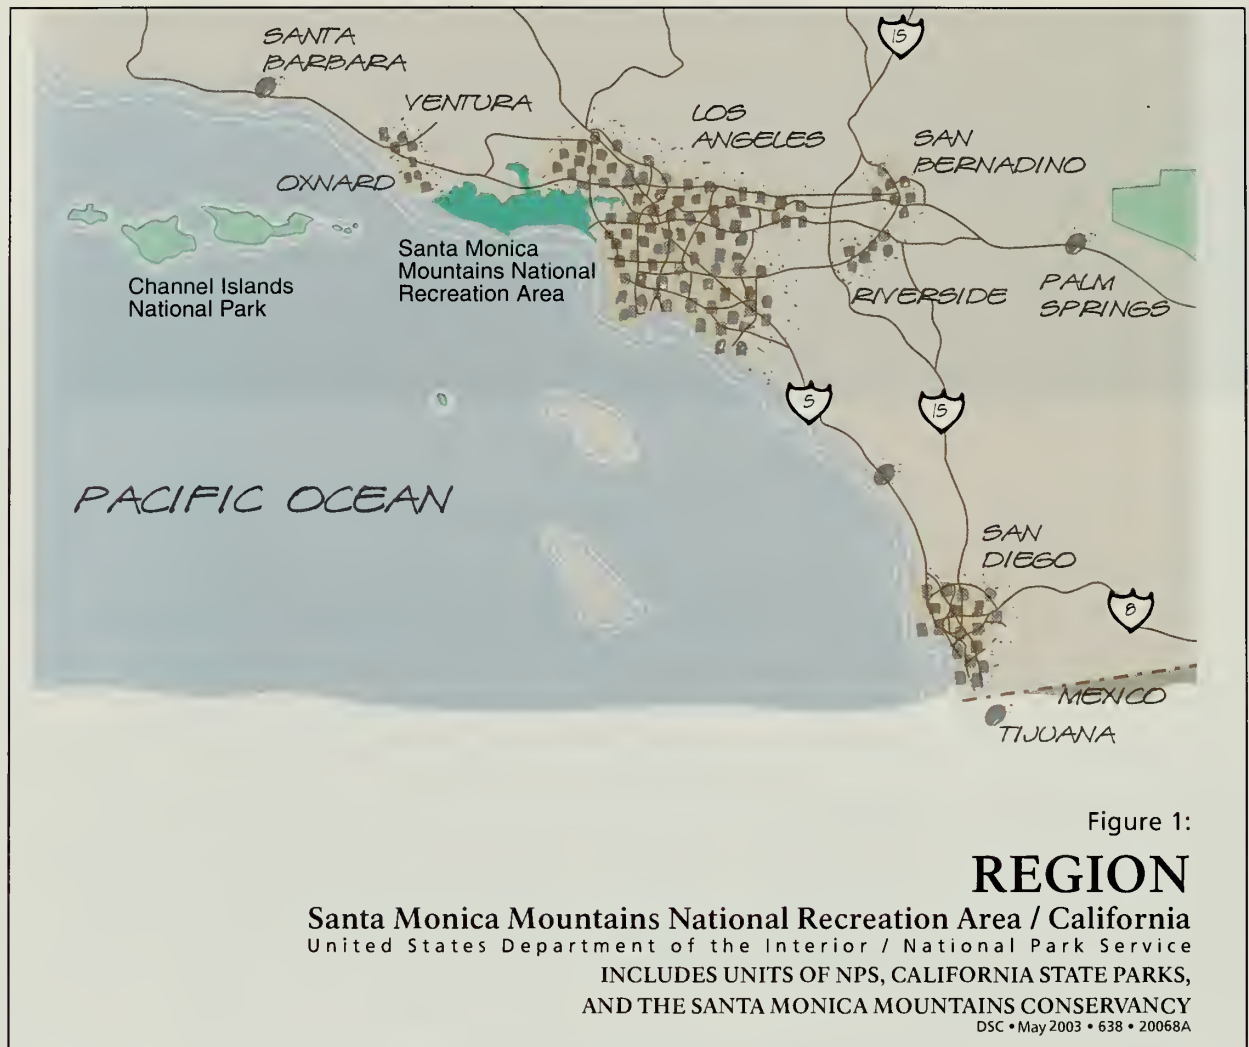 SANTA
BARBARA
VENTURA
OXNARD
LOS
ANGELES
15
SAN
BERNADINO
Channel Islands
National Park
Santa Monica
Mountains National
Recreation Area
RIVERSIDE
PALM
SPRINGS
5
15
PACIFIC OCEAN
SAN
DIEGO
8
MEXICO
TIJUANA
Figure 1:
REGION
Santa Monica Mountains National Recreation Area / California
United States Department of the Interior / National Park Service
INCLUDES UNITS OF NPS, CALIFORNIA STATE PARKS,
AND THE SANTA MONICA MOUNTAINS CONSERVANCY
DSC • May 2003 • 638 • 20068A